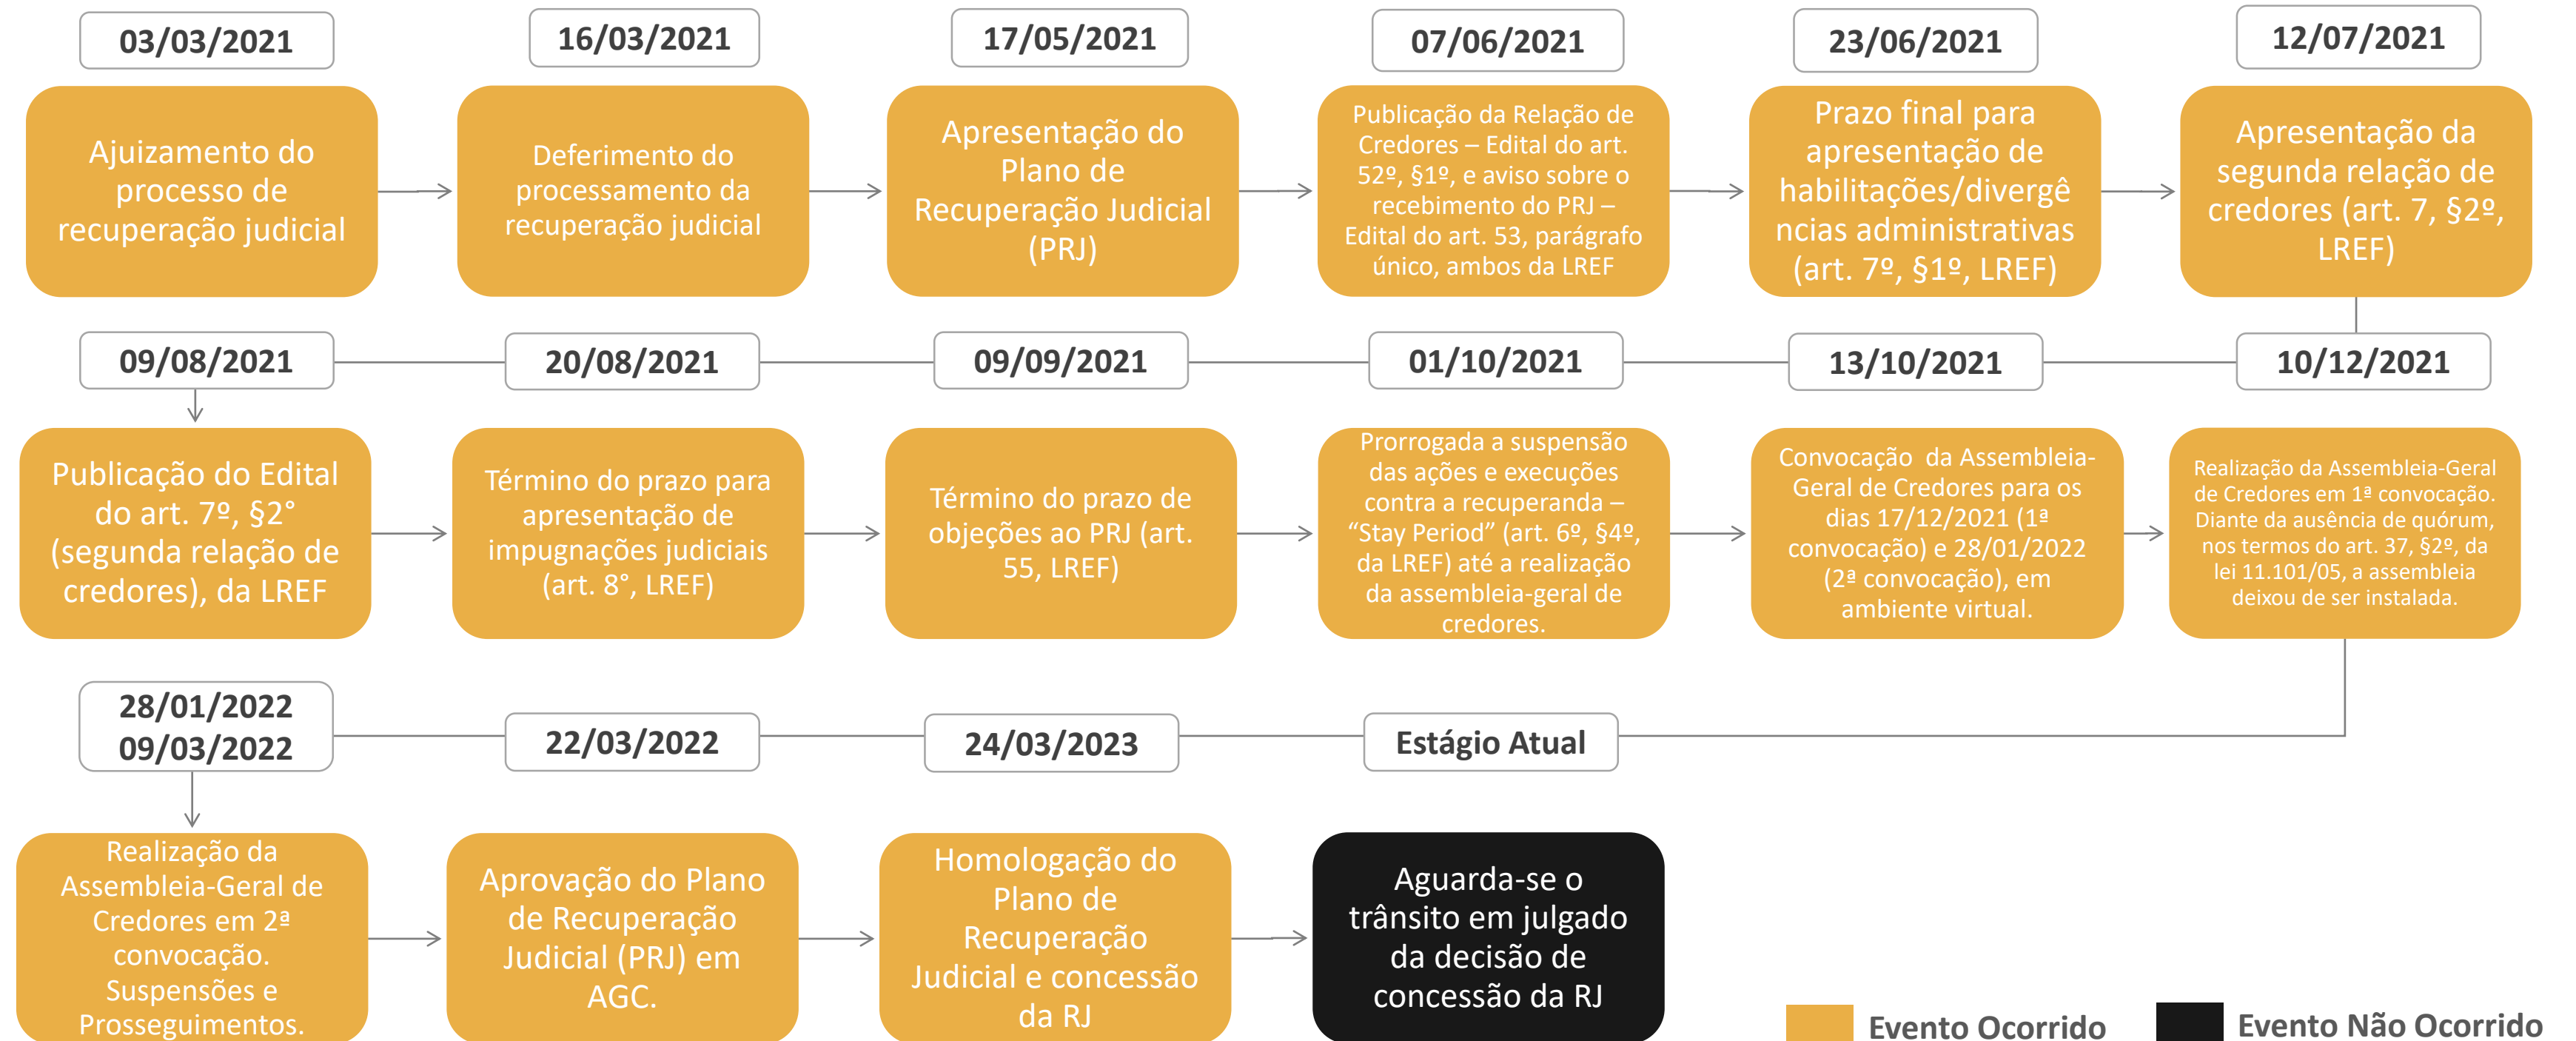 03/03/2021
Ajuizamento do
processo de
recuperação judicial
16/03/2021
Deferimento do
processamento da
recuperação judicial
17/05/2021
Apresentação do
Plano de
Recuperação Judicial
(PRJ)
07/06/2021
Publicação da Relação de
Credores – Edital do art.
52º, §1º, e aviso sobre o
recebimento do PRJ –
Edital do art. 53, parágrafo
único, ambos da LREF
23/06/2021
Prazo final para
apresentação de
habilitações/divergê
ncias administrativas
(art. 7º, §1º, LREF)
12/07/2021
Apresentação da
segunda relação de
credores (art. 7, §2º,
LREF)
09/08/2021
Publicação do Edital
do art. 7º, §2°
(segunda relação de
credores), da LREF
20/08/2021
Término do prazo para
apresentação de
impugnações judiciais
(art. 8°, LREF)
09/09/2021
Término do prazo de
objeções ao PRJ (art.
55, LREF)
01/10/2021
Prorrogada a suspensão
das ações e execuções
contra a recuperanda –
“Stay Period” (art. 6º, §4º,
da LREF) até a realização
da assembleia-geral de
credores.
13/10/2021
Convocação da Assembleia-
Geral de Credores para os
dias 17/12/2021 (1ª
convocação) e 28/01/2022
(2ª convocação), em
ambiente virtual.
10/12/2021
Realização da Assembleia-Geral
de Credores em 1ª convocação.
Diante da ausência de quórum,
nos termos do art. 37, §2º, da
lei 11.101/05, a assembleia
deixou de ser instalada.
28/01/2022
09/03/2022
Realização da
Assembleia-Geral de
Credores em 2ª
convocação.
Suspensões e
Prosseguimentos.
22/03/2022
Aprovação do Plano
de Recuperação
Judicial (PRJ) em
AGC.
24/03/2023
Homologação do
Plano de
Recuperação
Judicial e concessão
da RJ
Estágio Atual
Aguarda-se o
trânsito em julgado
da decisão de
concessão da RJ
Evento Ocorrido
Evento Não Ocorrido